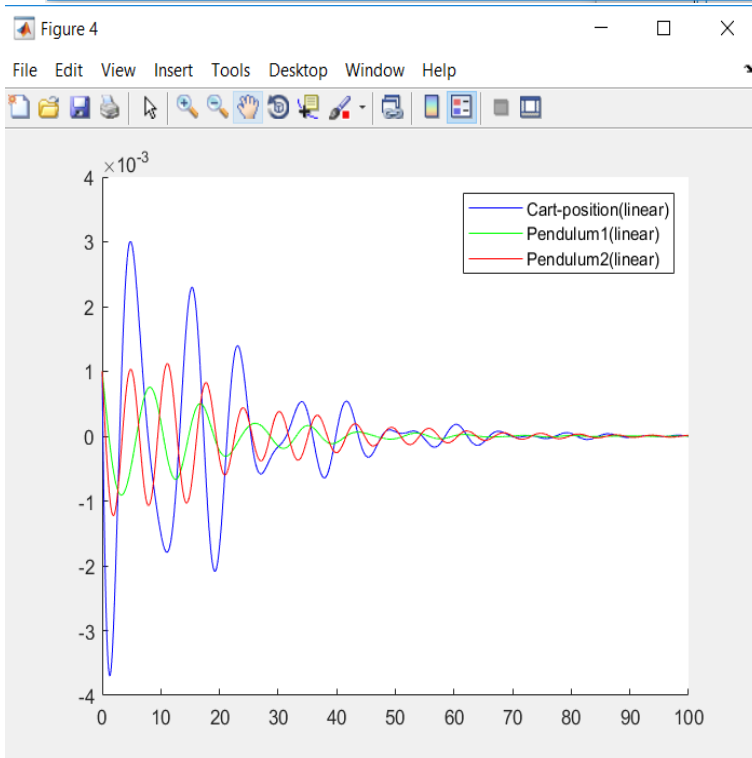 Figure 4
File Edit View Insert Tools Desktop Window Help
×10⁻³
4
3
2
1
0
-1
-2
-3
-4
0 10 20 30 40 50 60 70 80 90 100
Cart-position(linear)
Pendulum1(linear)
Pendulum2(linear)